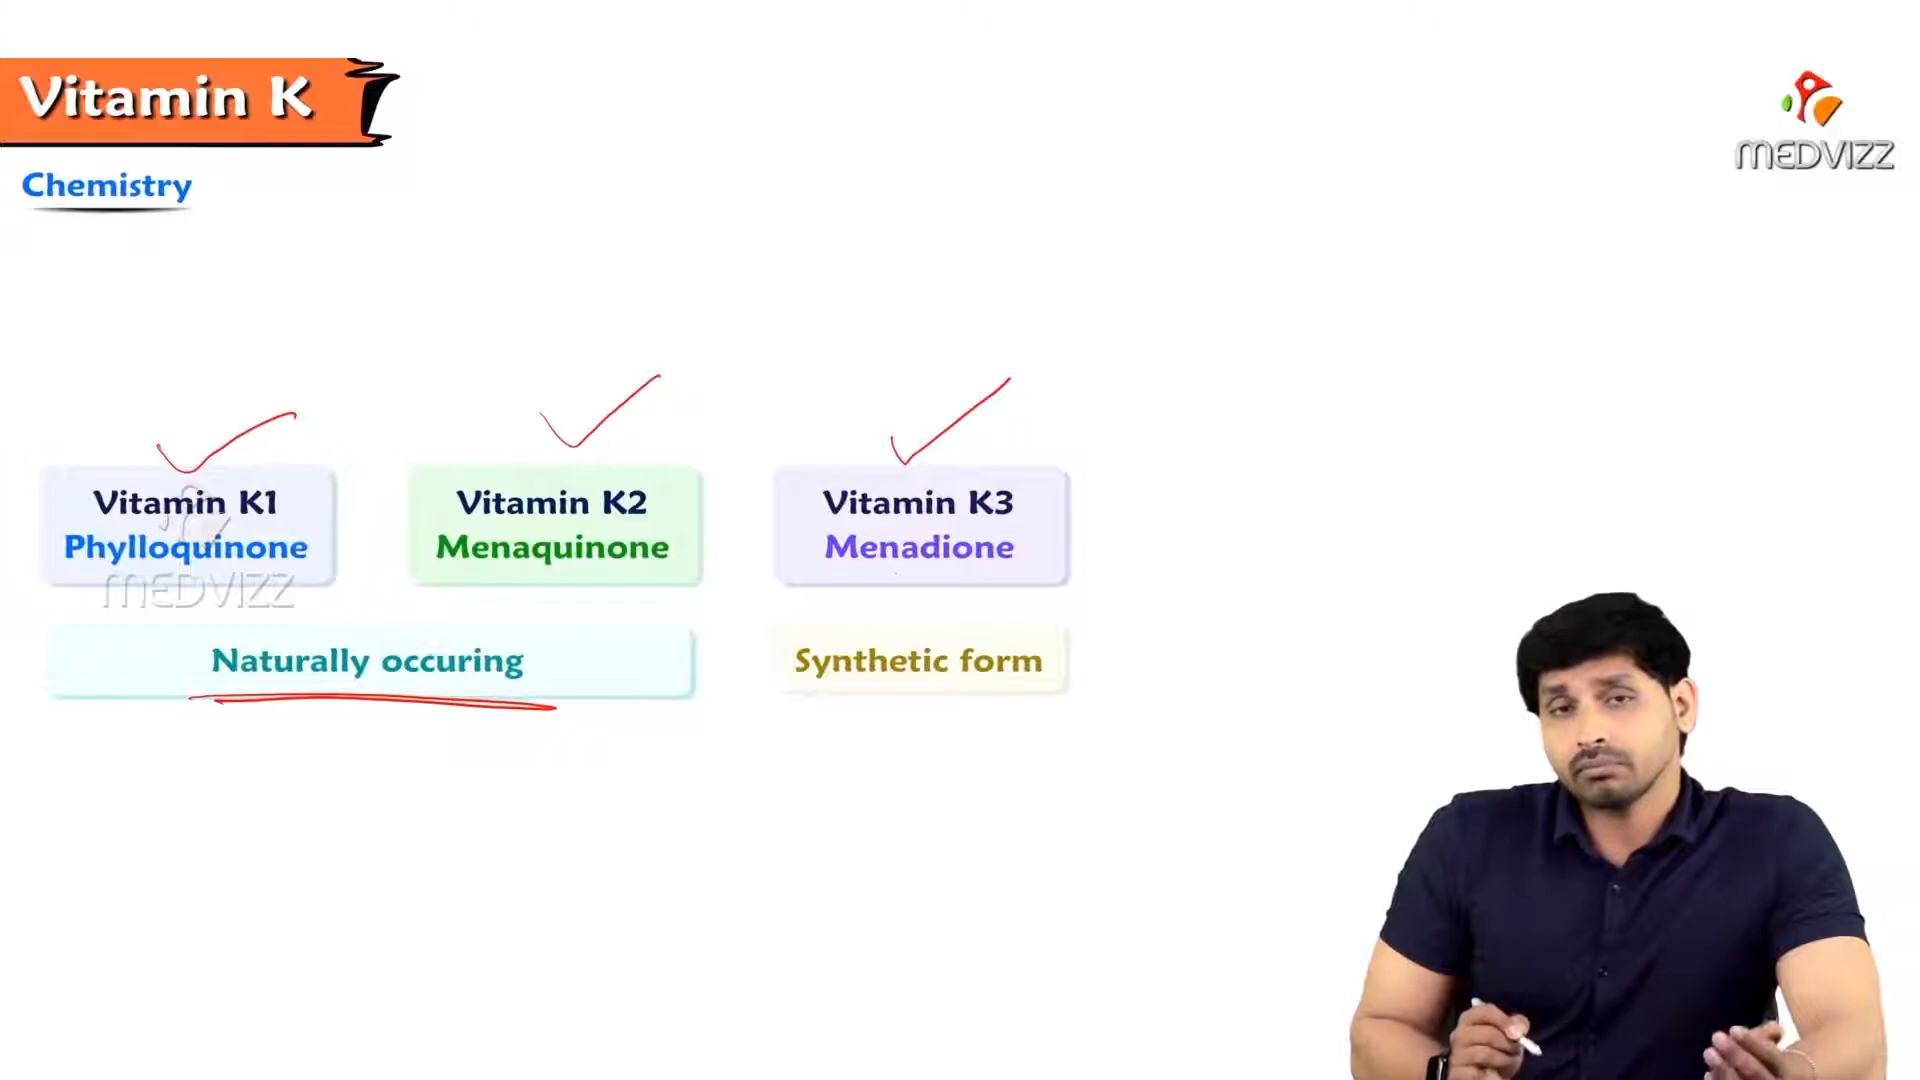 Vitamin K
MEDVIZZ
Chemistry
Vitamin K1
Phylloquinone
Vitamin K2
Menaquinone
Vitamin K3
Menadione
MEDVIZZ
Naturally occuring
Synthetic form